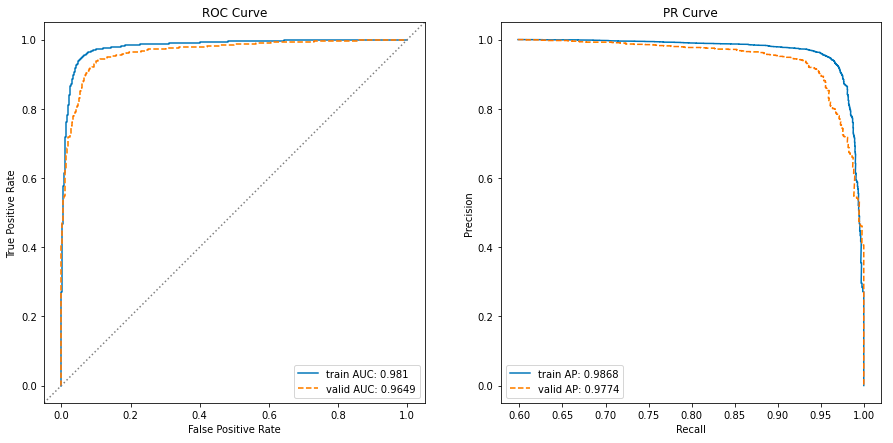 ROC Curve
1.0
0.8
0.6
0.4
0.2
0.0
True Positive Rate
train AUC: 0.981
valid AUC: 0.9649
0.0 0.2 0.4 0.6 0.8 1.0
False Positive Rate
PR Curve
1.0
0.8
0.6
0.4
0.2
0.0
Precision
train AP: 0.9868
valid AP: 0.9774
0.60 0.65 0.70 0.75 0.80 0.85 0.90 0.95 1.00
Recall